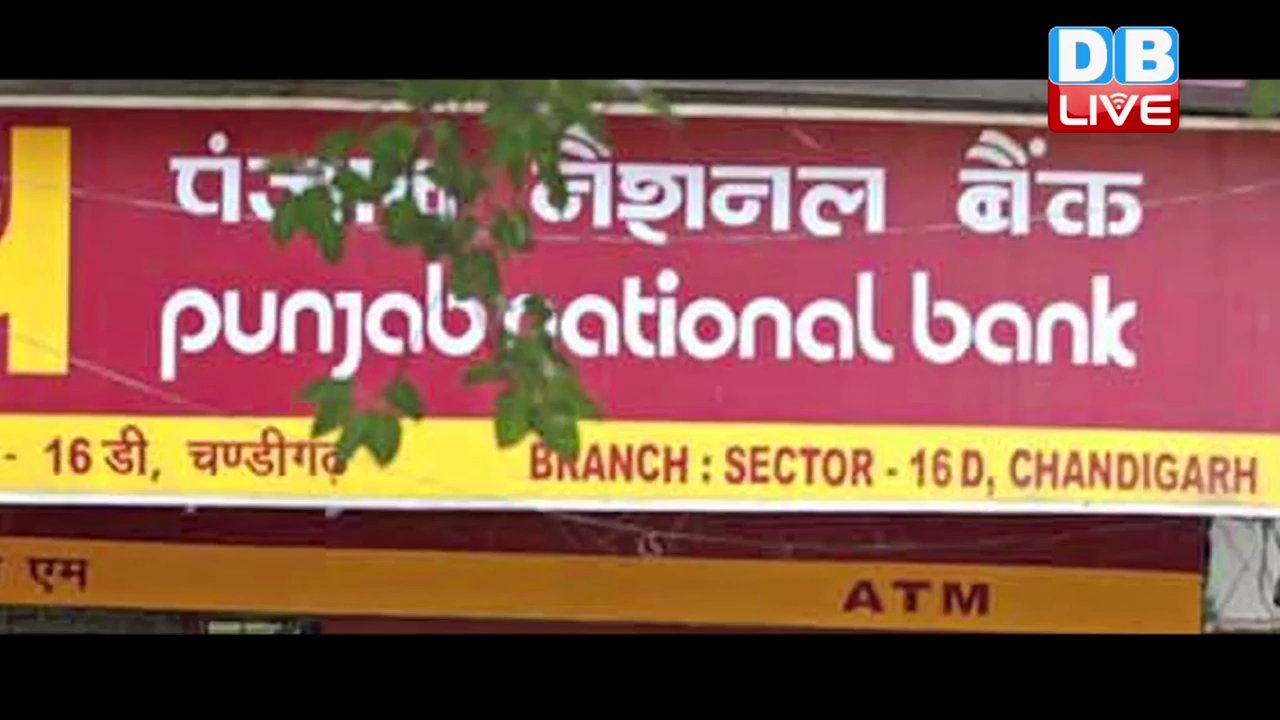 DB
LIVE
पंजाब नैशनल बैंक
punjab national bank
- 16 डी, चण्डीगढ़
BRANCH : SECTOR - 16 D, CHANDIGARH
एम
ATM